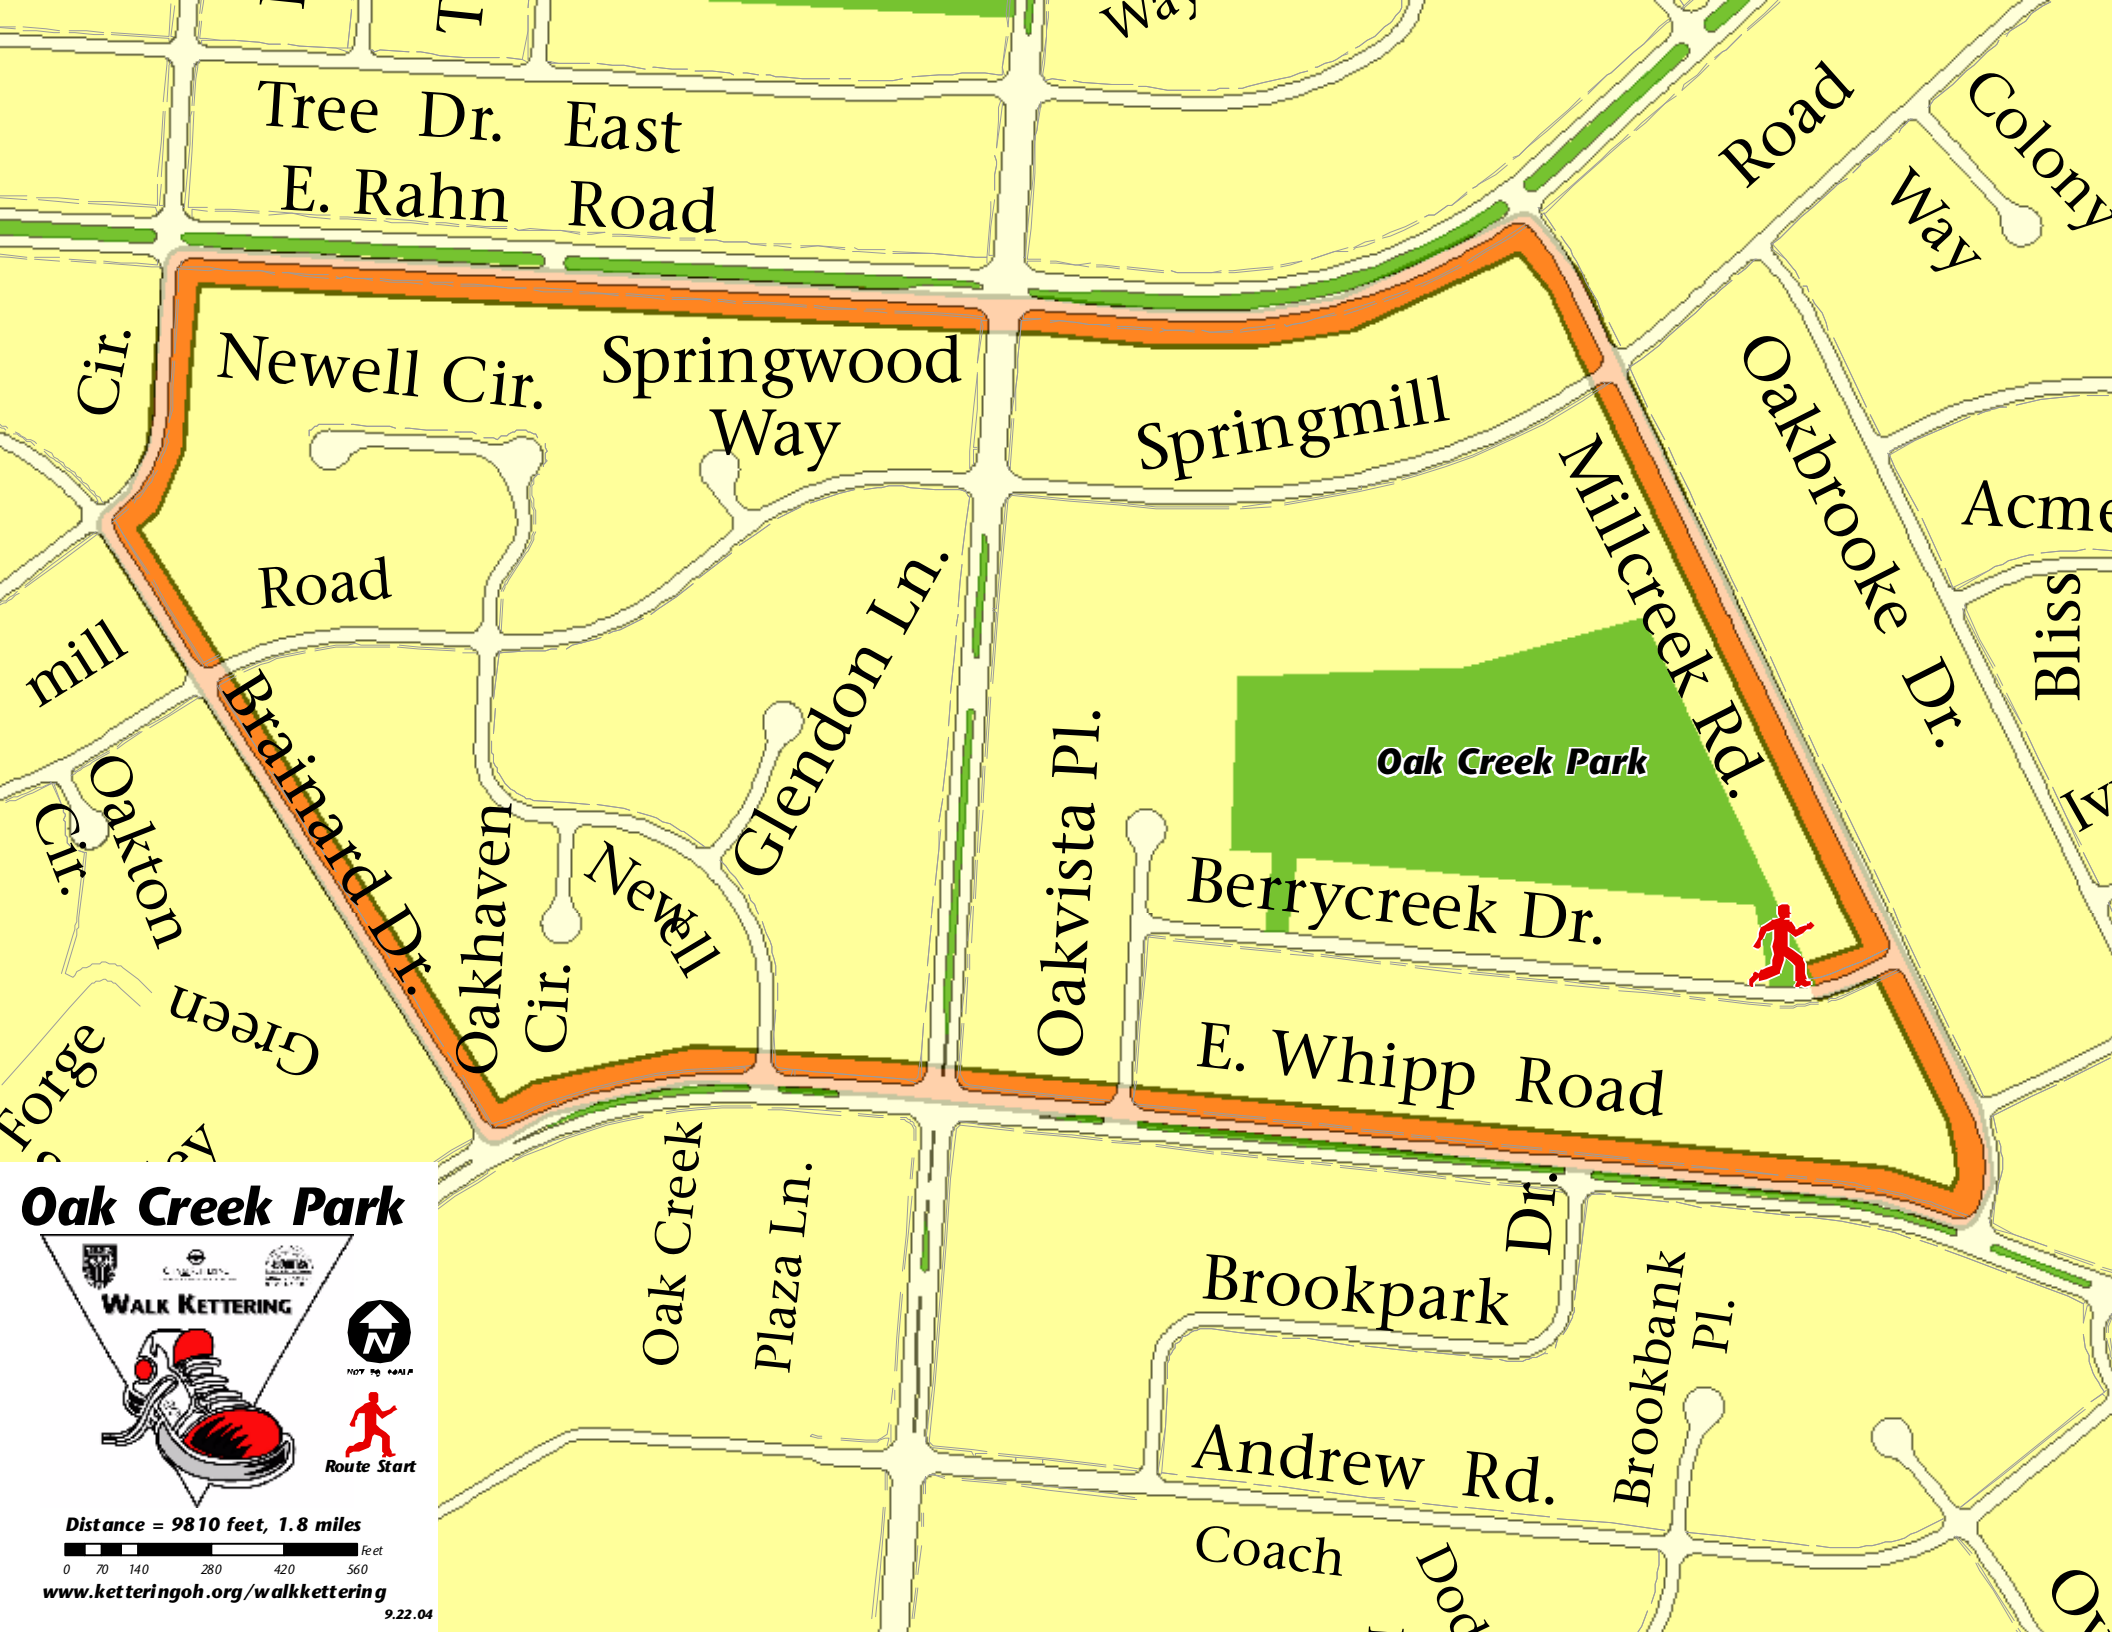 Way
Tree Dr. East
E. Rahn Road
Road
Colony
Way
Cir.
Newell Cir.
Springwood
Way
Springmill
Oakbrooke Dr.
Acme
Bliss
Road
Glendon Ln.
Millcreek Rd.
mill
Brainard Dr.
Oakton
Cir.
Oakhaven
Cir.
Newell
Oakvista Pl.
Oak Creek Park
Berrycreek Dr.
Green
Forge
E. Whipp Road
Oak Creek
Plaza Ln.
Brookpark
Dr.
Brookbank
Pl.
Andrew Rd.
Coach
Oak Creek Park
WALK KETTERING
N
NOT TO SCALE
Route Start
Distance = 9810 feet, 1.8 miles
Feet
0 70 140 280 420 560
www.ketteringoh.org/walkkettering
9.22.04